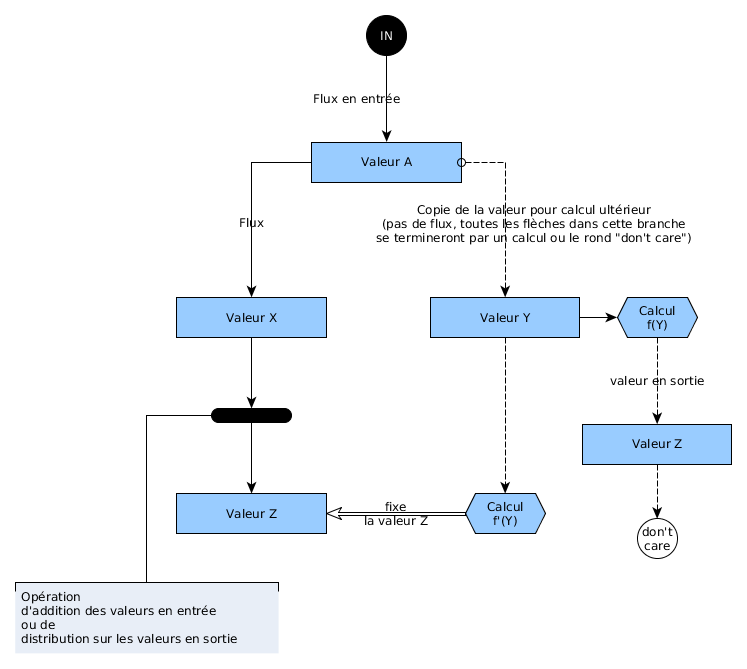 IN
Flux en entrée
Valeur A
Copie de la valeur pour calcul ultérieur
(pas de flux, toutes les flèches dans cette branche
se termineront par un calcul ou le rond "don't care")
Flux
Valeur X
Valeur Y
Calcul
f(Y)
valeur en sortie
Valeur Z
Valeur Z
fixe
la valeur Z
Calcul
f'(Y)
don't
care
Opération
d'addition des valeurs en entrée
ou de
distribution sur les valeurs en sortie